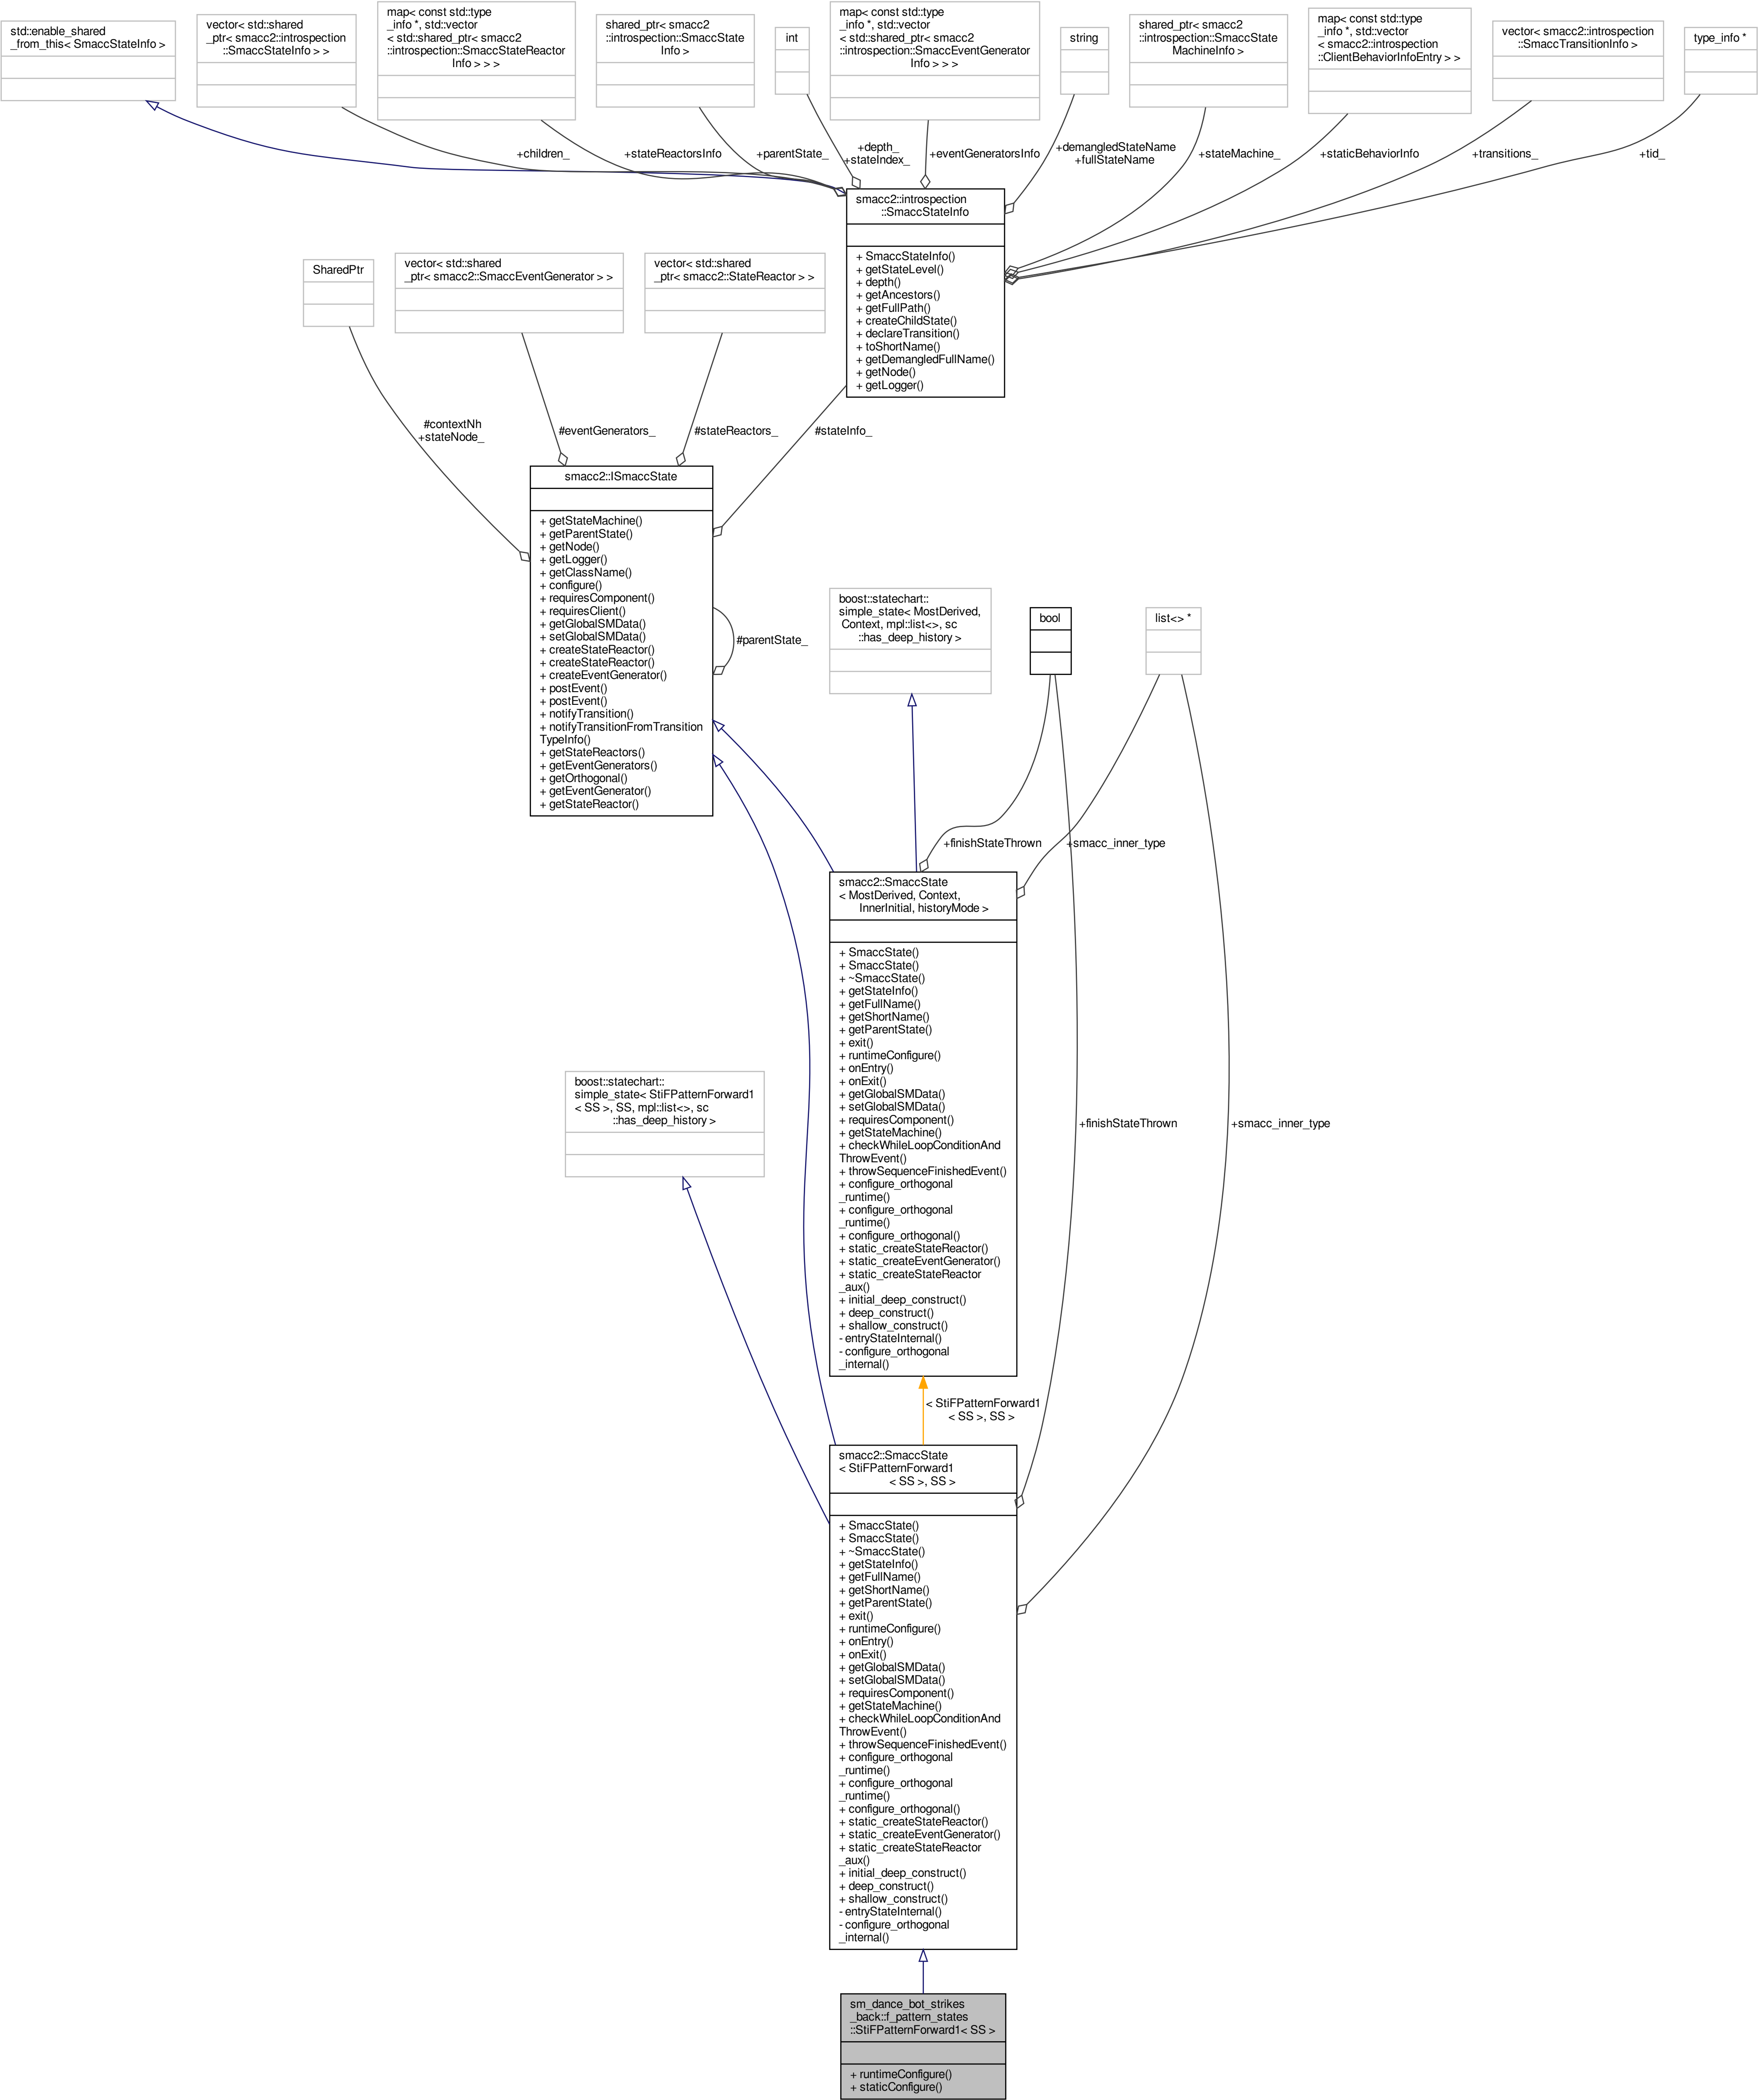 std::enable_shared
_from_this< SmaccStateInfo >
vector< std::shared
_ptr< smacc2::introspection
::SmaccStateInfo > >
map< const std::type
_info *, std::vector
< std::shared_ptr< smacc2
::introspection::SmaccStateReactor
Info > > >
shared_ptr< smacc2
::introspection::SmaccState
Info >
int
map< const std::type
_info *, std::vector
< std::shared_ptr< smacc2
::introspection::SmaccEventGenerator
Info > > >
string
shared_ptr< smacc2
::introspection::SmaccState
MachineInfo >
map< const std::type
_info *, std::vector
< smacc2::introspection
::ClientBehaviorInfoEntry > >
vector< smacc2::introspection
::SmaccTransitionInfo >
type_info *
+children_
+stateReactorsInfo
+parentState_
+depth_
+stateIndex_
+eventGeneratorsInfo
+demangledStateName
+fullStateName
+stateMachine_
+staticBehaviorInfo
+transitions_
+tid_
smacc2::introspection
::SmaccStateInfo
+ SmaccStateInfo()
+ getStateLevel()
+ depth()
+ getAncestors()
+ getFullPath()
+ createChildState()
+ declareTransition()
+ toShortName()
+ getDemangledFullName()
+ getNode()
+ getLogger()
SharedPtr
vector< std::shared
_ptr< smacc2::SmaccEventGenerator > >
vector< std::shared
_ptr< smacc2::StateReactor > >
#contextNh
+stateNode_
#eventGenerators_
#stateReactors_
#stateInfo_
smacc2::ISmaccState
+ getStateMachine()
+ getParentState()
+ getNode()
+ getLogger()
+ getClassName()
+ configure()
+ requiresComponent()
+ requiresClient()
+ getGlobalSMData()
+ setGlobalSMData()
+ createStateReactor()
+ createStateReactor()
+ createEventGenerator()
+ postEvent()
+ postEvent()
+ notifyTransition()
+ notifyTransitionFromTransition
TypeInfo()
+ getStateReactors()
+ getEventGenerators()
+ getOrthogonal()
+ getEventGenerator()
+ getStateReactor()
#parentState_
boost::statechart::
simple_state< MostDerived,
Context, mpl::list<>, sc
::has_deep_history >
bool
list<> *
+finishStateThrown
+smacc_inner_type
smacc2::SmaccState
< MostDerived, Context,
InnerInitial, historyMode >
+ SmaccState()
+ SmaccState()
+ ~SmaccState()
+ getStateInfo()
+ getFullName()
+ getShortName()
+ getParentState()
+ exit()
+ runtimeConfigure()
+ onEntry()
+ onExit()
+ getGlobalSMData()
+ setGlobalSMData()
+ requiresComponent()
+ getStateMachine()
+ checkWhileLoopConditionAnd
ThrowEvent()
+ throwSequenceFinishedEvent()
+ configure_orthogonal
_runtime()
+ configure_orthogonal
_runtime()
+ configure_orthogonal()
+ static_createStateReactor()
+ static_createEventGenerator()
+ static_createStateReactor
_aux()
+ initial_deep_construct()
+ deep_construct()
+ shallow_construct()
- entryStateInternal()
- configure_orthogonal
_internal()
boost::statechart::
simple_state< StiFPatternForward1
< SS >, SS, mpl::list<>, sc
::has_deep_history >
+finishStateThrown
+smacc_inner_type
< StiFPatternForward1
< SS >, SS >
smacc2::SmaccState
< StiFPatternForward1
< SS >, SS >
+ SmaccState()
+ SmaccState()
+ ~SmaccState()
+ getStateInfo()
+ getFullName()
+ getShortName()
+ getParentState()
+ exit()
+ runtimeConfigure()
+ onEntry()
+ onExit()
+ getGlobalSMData()
+ setGlobalSMData()
+ requiresComponent()
+ getStateMachine()
+ checkWhileLoopConditionAnd
ThrowEvent()
+ throwSequenceFinishedEvent()
+ configure_orthogonal
_runtime()
+ configure_orthogonal
_runtime()
+ configure_orthogonal()
+ static_createStateReactor()
+ static_createEventGenerator()
+ static_createStateReactor
_aux()
+ initial_deep_construct()
+ deep_construct()
+ shallow_construct()
- entryStateInternal()
- configure_orthogonal
_internal()
sm_dance_bot_strikes
_back::f_pattern_states
::StiFPatternForward1< SS >
+ runtimeConfigure()
+ staticConfigure()